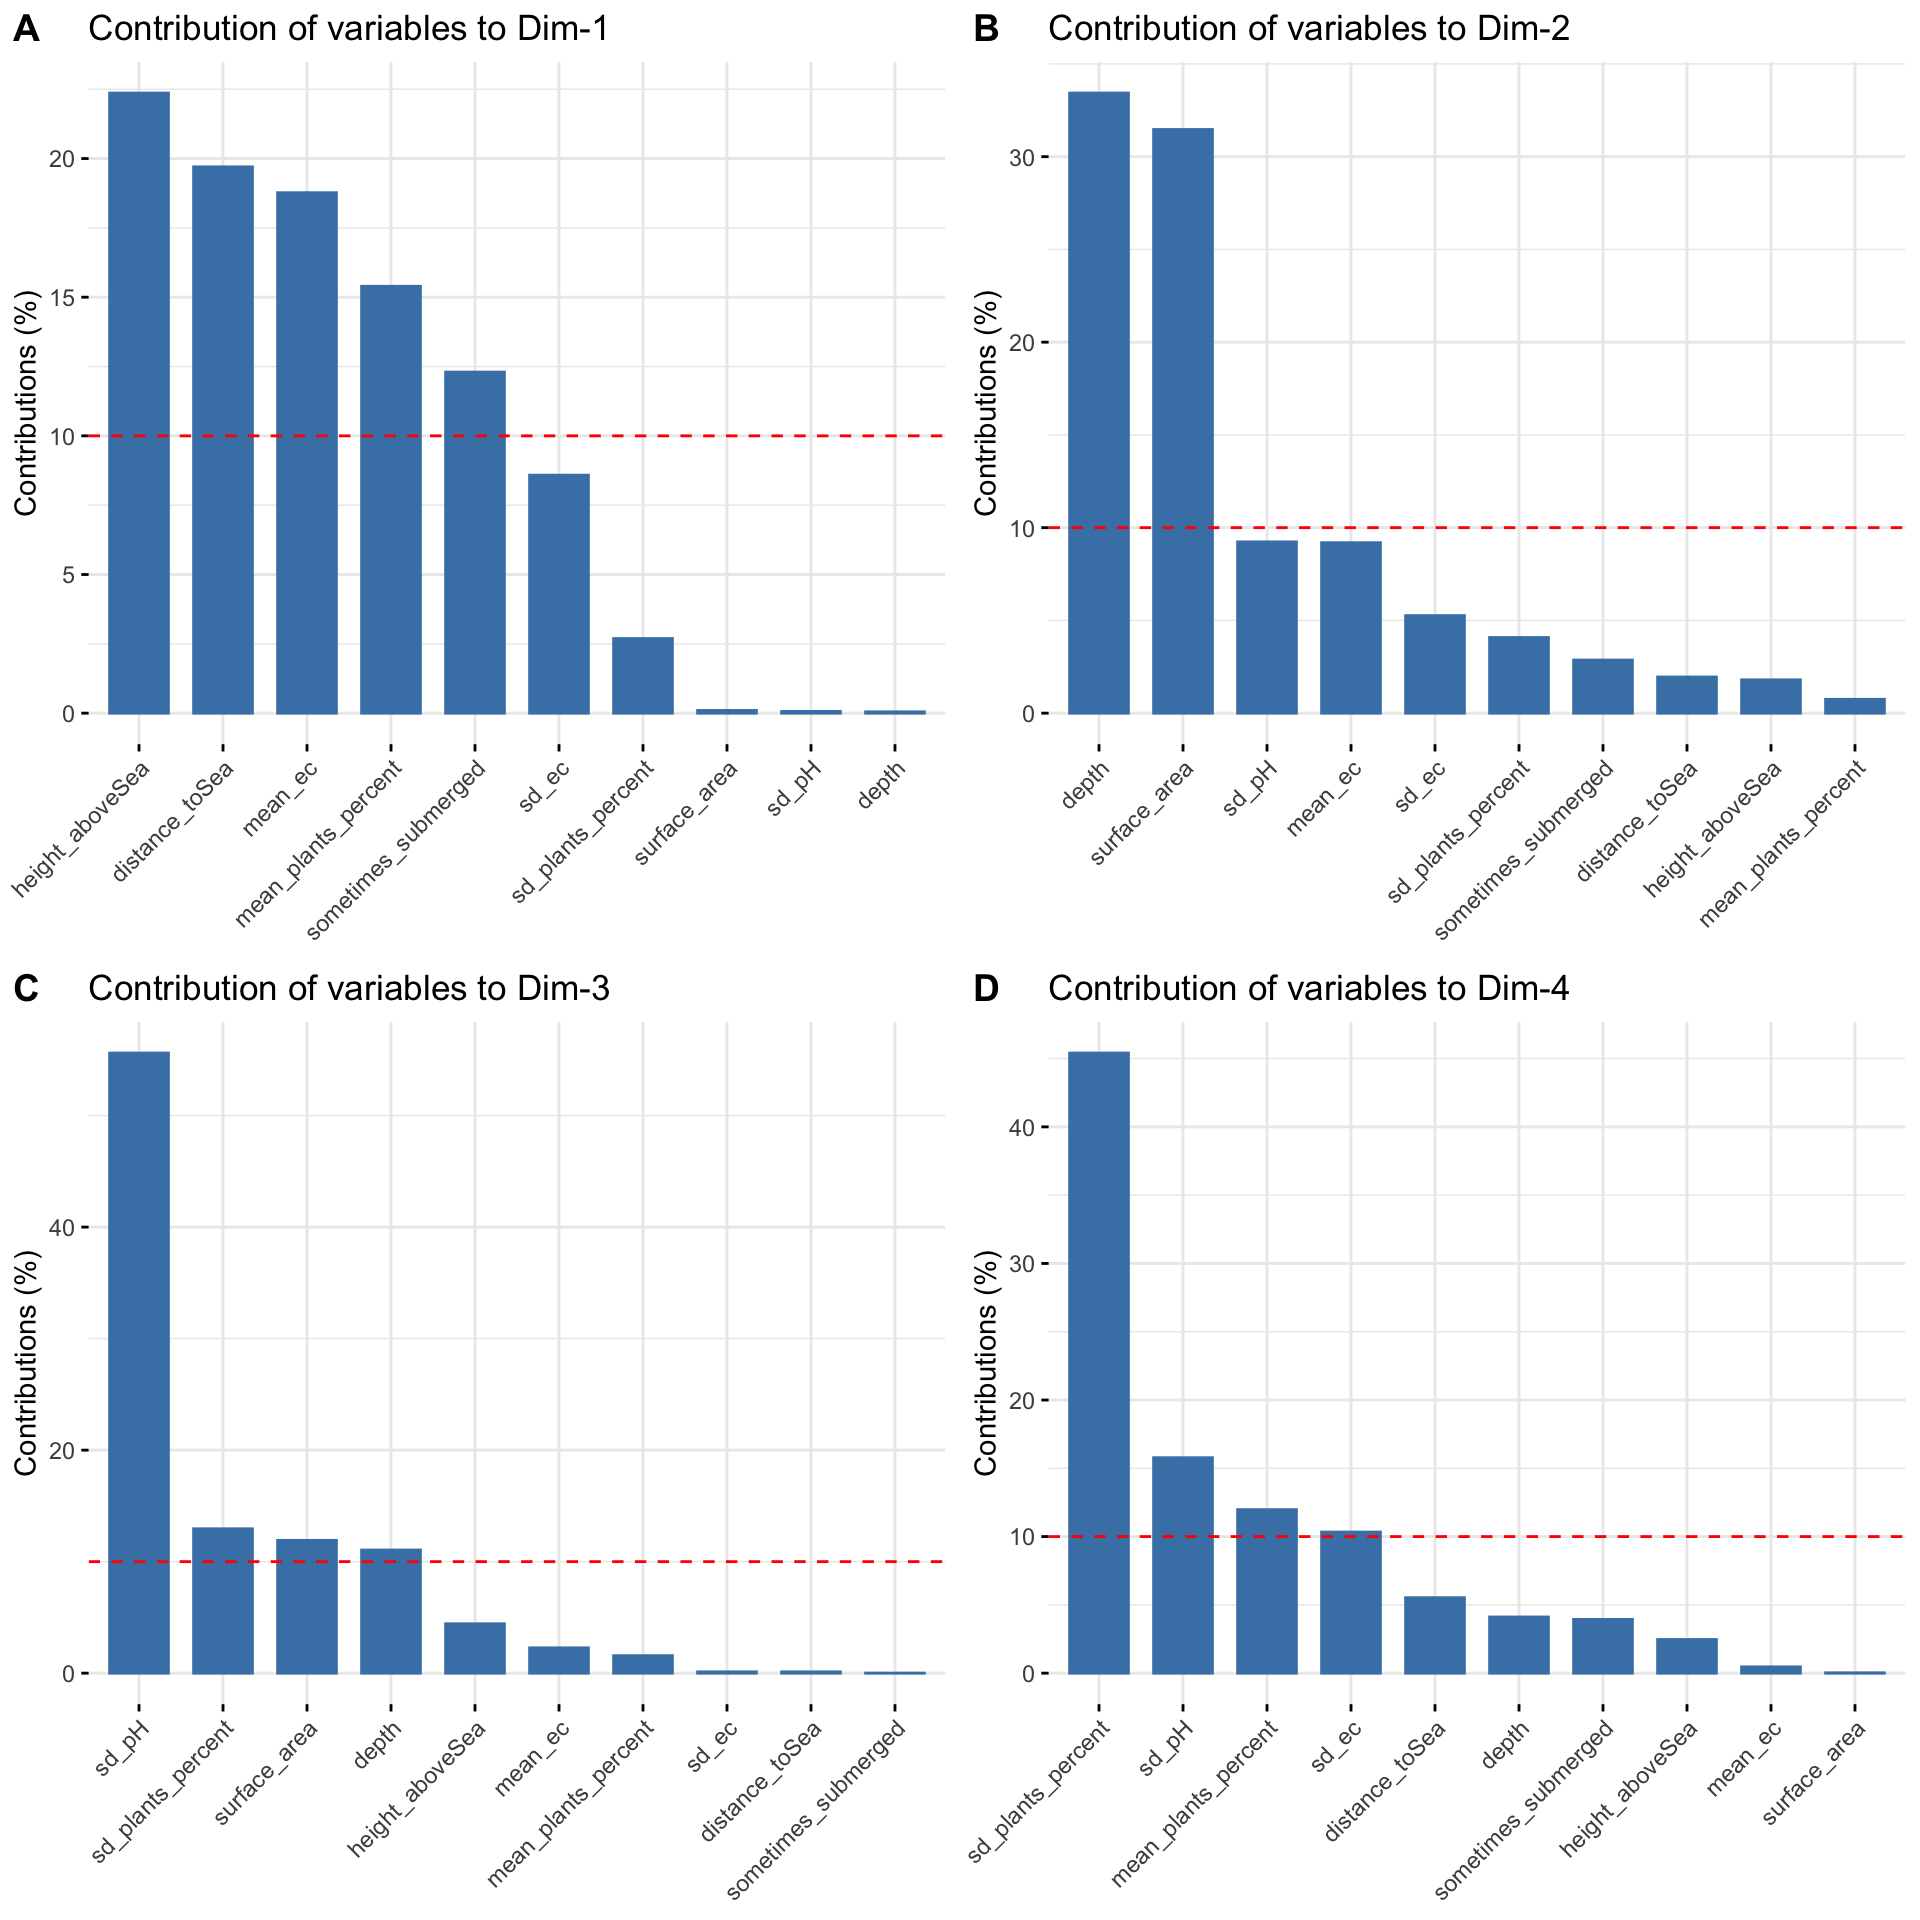 A Contribution of variables to Dim-1
Contributions (%)
20
15
10
5
0
height_aboveSea
distance_toSea
mean_ec
mean_plants_percent
sometimes_submerged
sd_ec
sd_plants_percent
surface_area
sd_pH
depth
B Contribution of variables to Dim-2
Contributions (%)
30
20
10
0
depth
surface_area
sd_pH
mean_ec
sd_ec
sd_plants_percent
sometimes_submerged
distance_toSea
height_aboveSea
mean_plants_percent
C Contribution of variables to Dim-3
Contributions (%)
40
20
0
sd_pH
sd_plants_percent
surface_area
depth
height_aboveSea
mean_ec
mean_plants_percent
sd_ec
distance_toSea
sometimes_submerged
D Contribution of variables to Dim-4
Contributions (%)
40
30
20
10
0
sd_plants_percent
sd_pH
mean_plants_percent
sd_ec
distance_toSea
depth
sometimes_submerged
height_aboveSea
mean_ec
surface_area